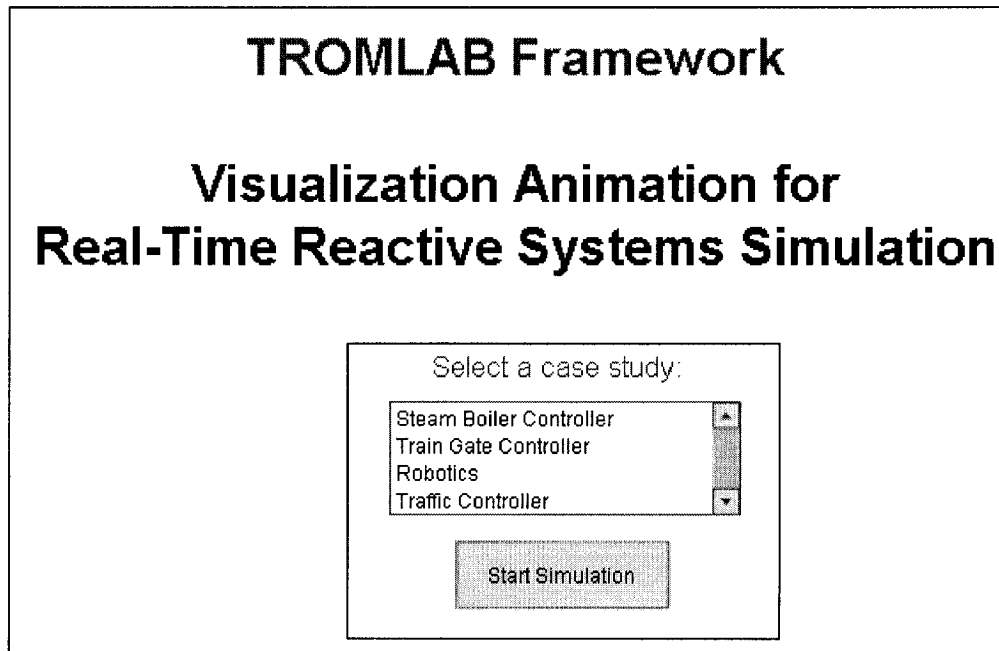 TROMLAB Framework
Visualization Animation for
Real-Time Reactive Systems Simulation
Select a case study:
Steam Boiler Controller
Train Gate Controller
Robotics
Traffic Controller
Start Simulation